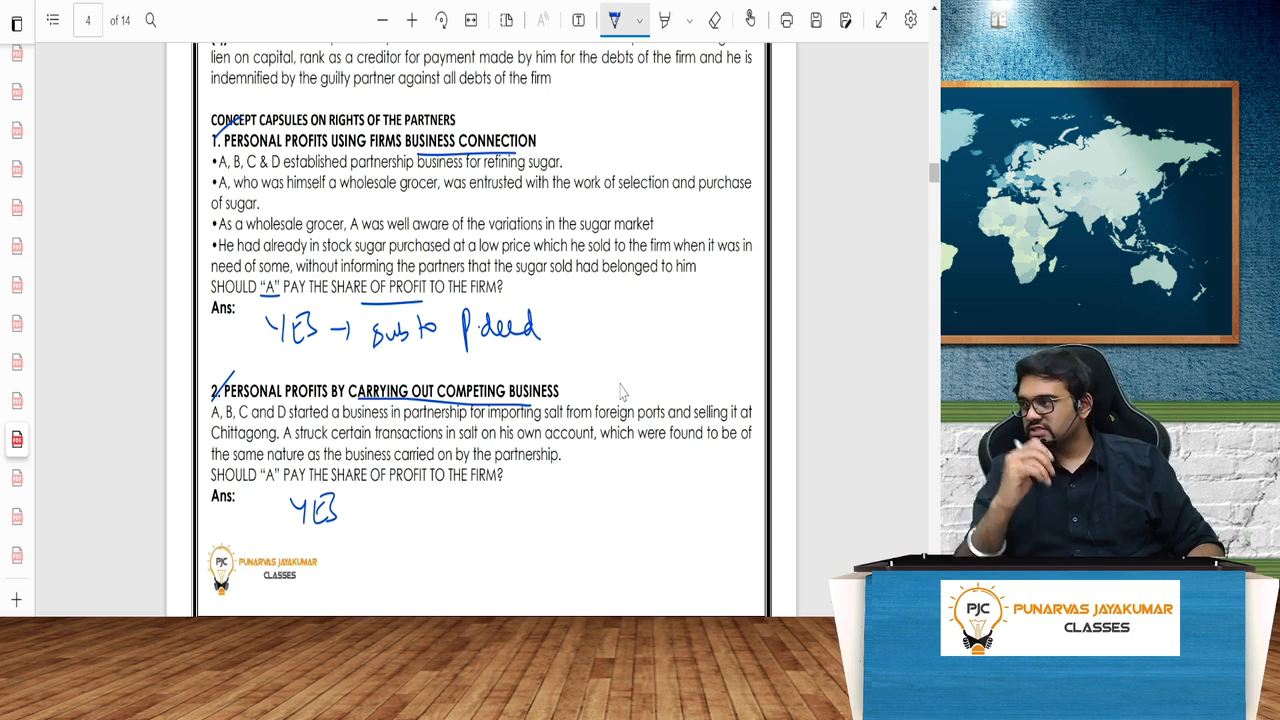 4 of 14
lien on capital, rank as a creditor for payment made by him for the debts of the firm and he is
indemnified by the guilty partner against all debts of the firm
CONCEPT CAPSULES ON RIGHTS OF THE PARTNERS
1. PERSONAL PROFITS USING FIRMS BUSINESS CONNECTION
•A, B, C & D established partnership business for refining sugar.
•A, who was himself a wholesale grocer, was entrusted with the work of selection and purchase
of sugar.
•As a wholesale grocer, A was well aware of the variations in the sugar market
•He had already in stock sugar purchased at a low price which he sold to the firm when it was in
need of some, without informing the partners that the sugar sold had belonged to him
SHOULD “A” PAY THE SHARE OF PROFIT TO THE FIRM?
Ans:
YES → sub to P.deed
2. PERSONAL PROFITS BY CARRYING OUT COMPETING BUSINESS
A, B, C and D started a business in partnership for importing salt from foreign ports and selling it at
Chittagong. A struck certain transactions in salt on his own account, which were found to be of
the same nature as the business carried on by the partnership.
SHOULD “A” PAY THE SHARE OF PROFIT TO THE FIRM?
Ans:
YES
PJC PUNARVAS JAYAKUMAR
CLASSES
PJC PUNARVAS JAYAKUMAR
CLASSES